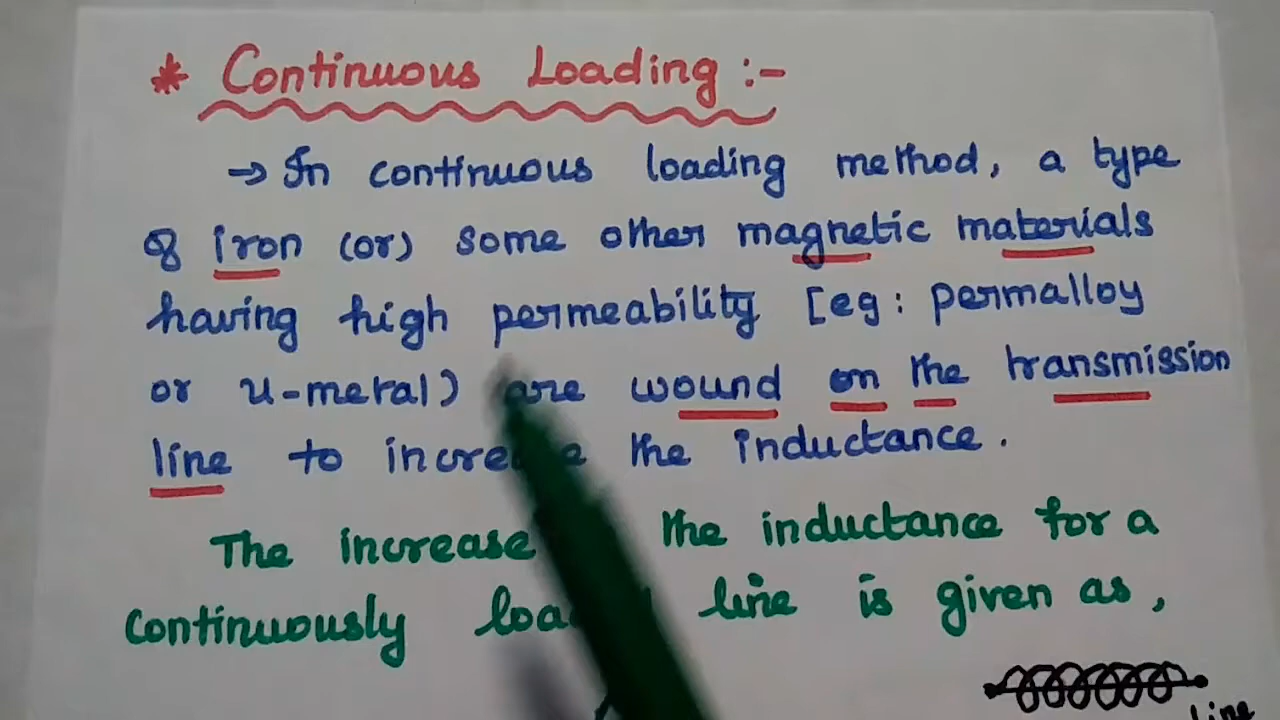 * Continuous Loading :-
→ In continuous loading method, a type
of iron (or) some other magnetic materials
having high permeability [eg: permalloy
or u-metal) are wound on the transmission
line to increase the inductance.
The increase the inductance for a
continuously line is given as,
Line